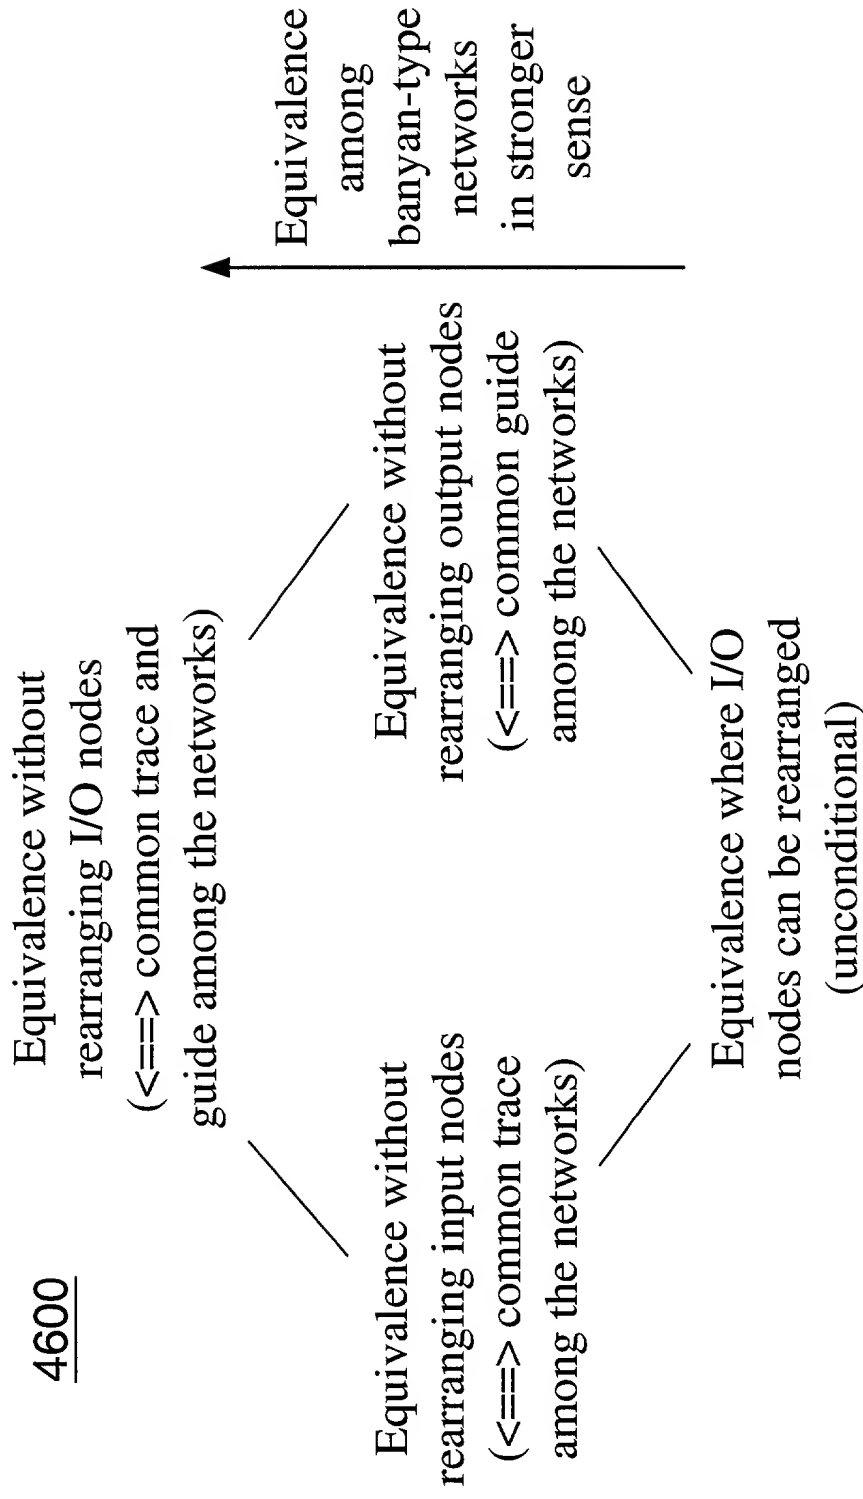 4600
Equivalence without
rearranging I/O nodes
(<==> common trace and
guide among the networks)
Equivalence without
rearranging input nodes
(<==> common trace
among the networks)
Equivalence without
rearranging output nodes
(<==> common guide
among the networks)
Equivalence where I/O
nodes can be rearranged
(unconditional)
Equivalence
among
banyan-type
networks
in stronger
sense